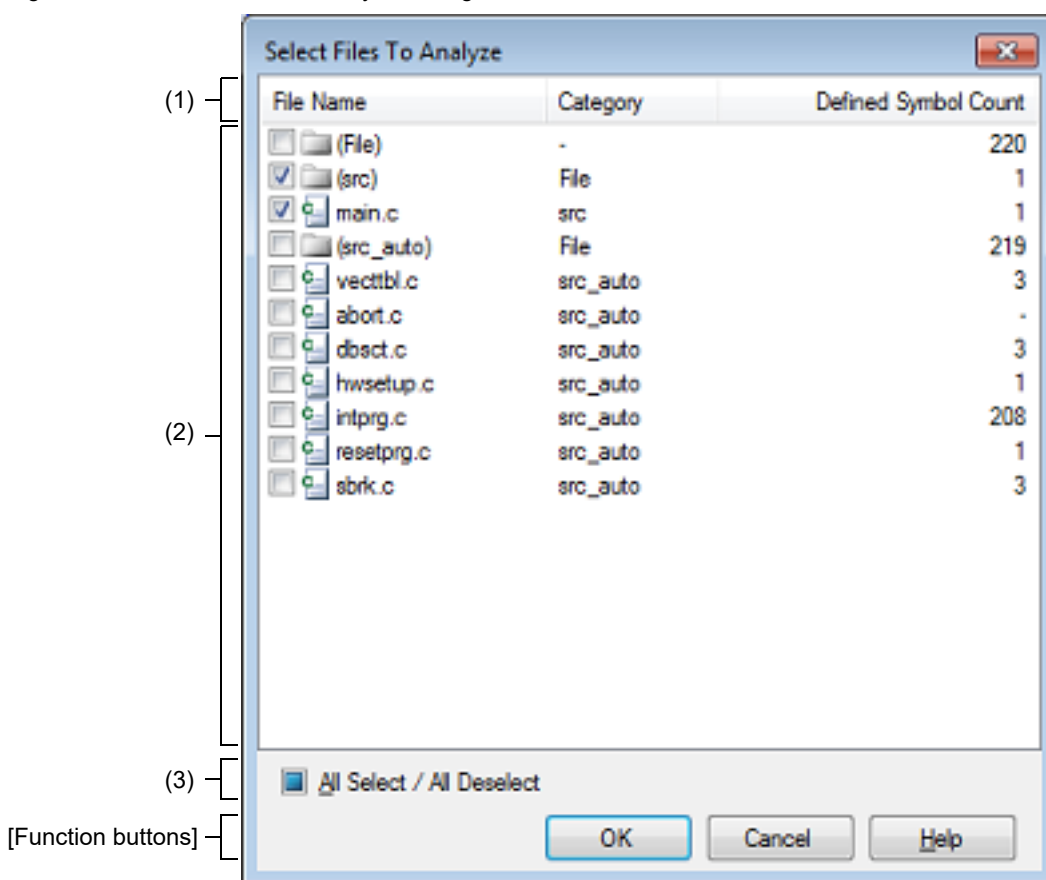 Select Files To Analyze
(1)
File Name Category Defined Symbol Count
(File) - 220
(src) File 1
main.c src 1
(src_auto) File 219
vecttbl.c src_auto 3
abort.c src_auto -
dbsct.c src_auto 3
hwsetup.c src_auto 1
(2)
intprg.c src_auto 208
resetprg.c src_auto 1
sbrk.c src_auto 3
(3)
All Select / All Deselect
[Function buttons]
OK Cancel Help